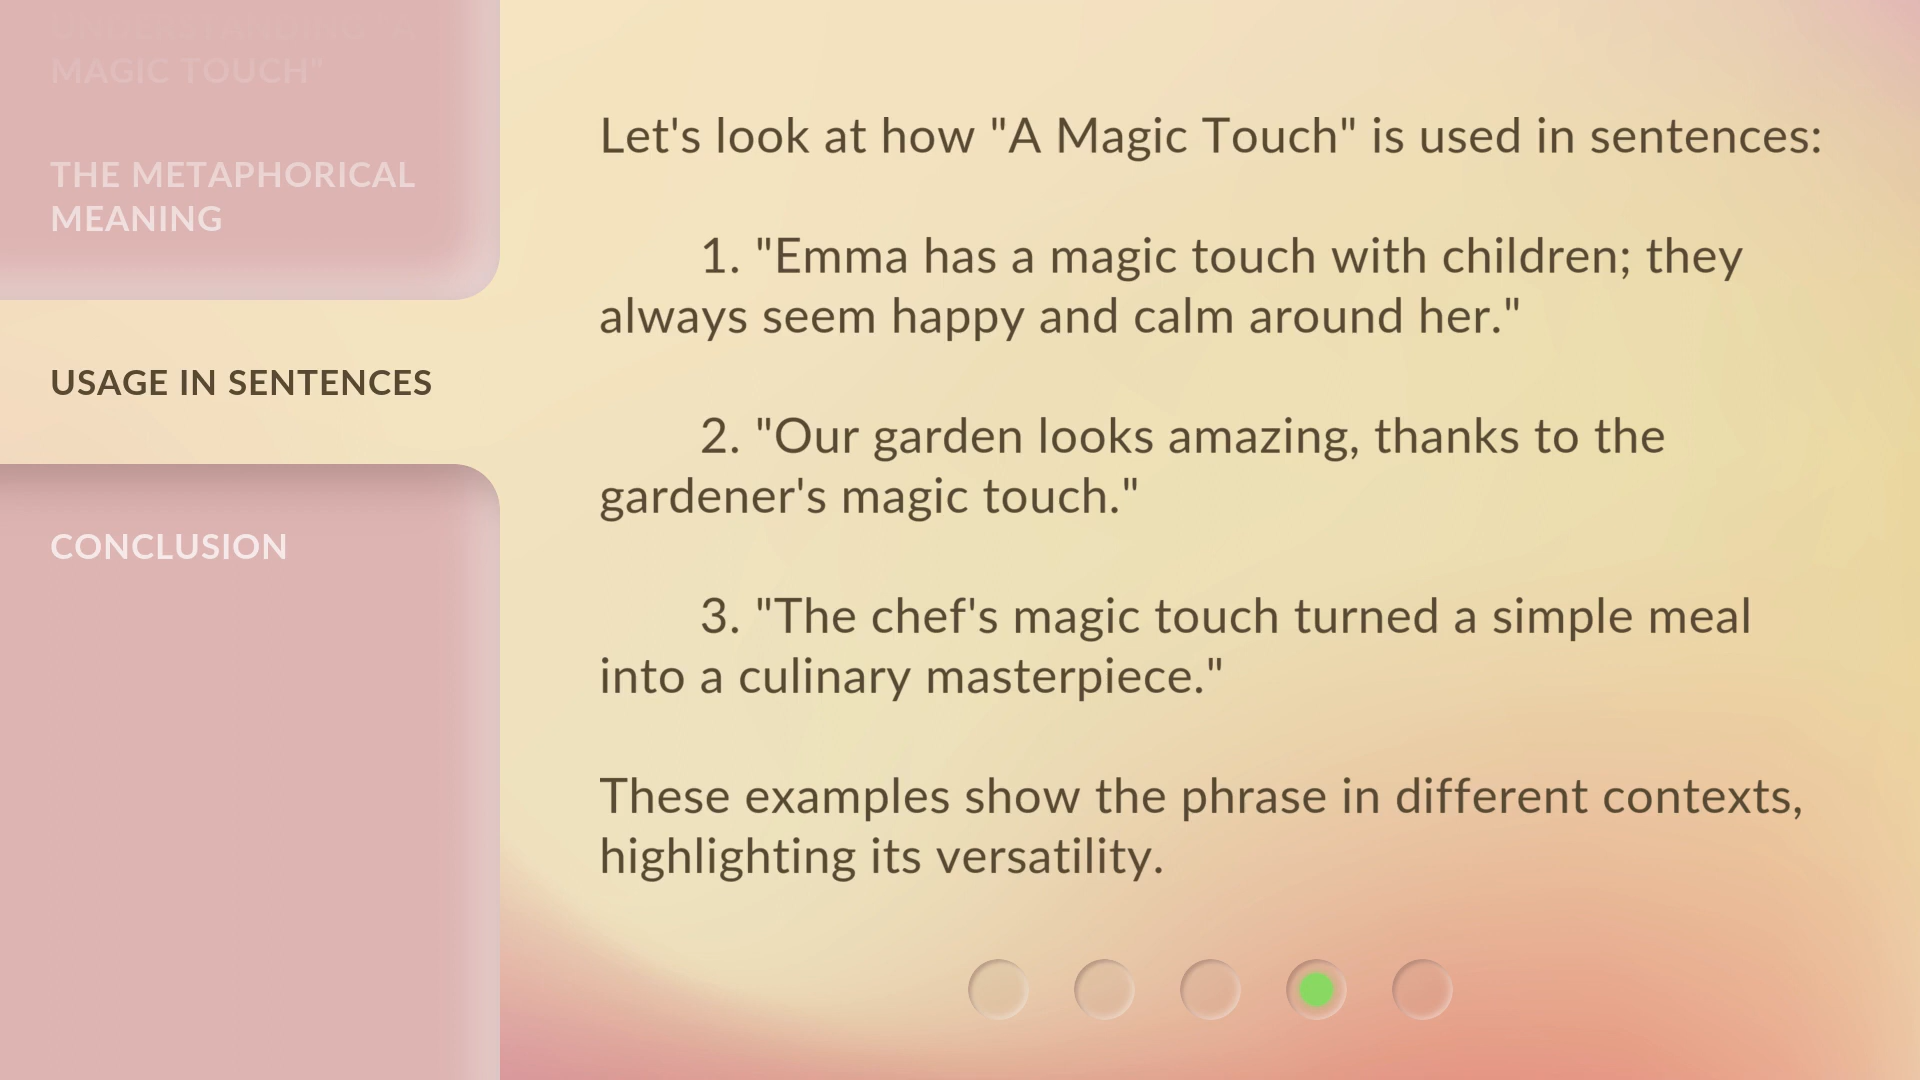 UNDERSTANDING "A
MAGIC TOUCH"
THE METAPHORICAL
MEANING
USAGE IN SENTENCES
CONCLUSION
Let's look at how "A Magic Touch" is used in sentences:
1. "Emma has a magic touch with children; they
always seem happy and calm around her."
2. "Our garden looks amazing, thanks to the
gardener's magic touch."
3. "The chef's magic touch turned a simple meal
into a culinary masterpiece."
These examples show the phrase in different contexts,
highlighting its versatility.